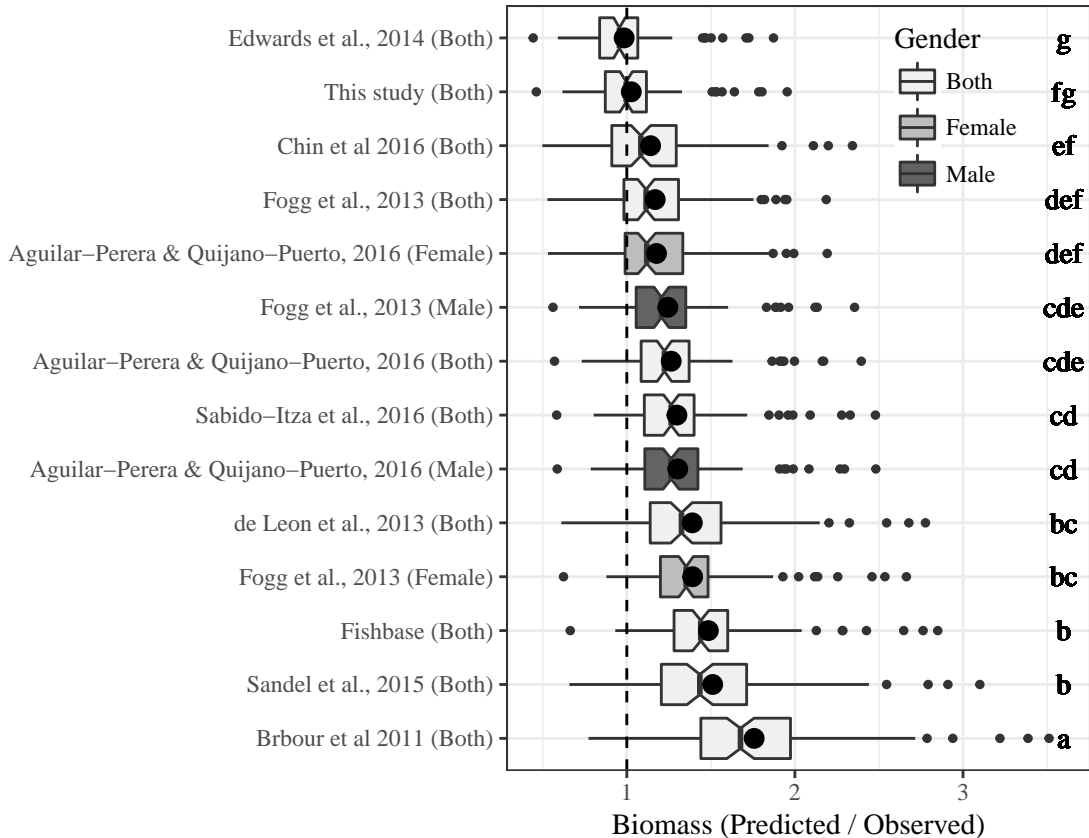 Edwards et al., 2014 (Both)
g
This study (Both)
fg
Chin et al 2016 (Both)
ef
Fogg et al., 2013 (Both)
def
Aguilar−Perera & Quijano−Puerto, 2016 (Female)
def
Fogg et al., 2013 (Male)
cde
Aguilar−Perera & Quijano−Puerto, 2016 (Both)
cde
Sabido−Itza et al., 2016 (Both)
cd
Aguilar−Perera & Quijano−Puerto, 2016 (Male)
cd
de Leon et al., 2013 (Both)
bc
Fogg et al., 2013 (Female)
bc
Fishbase (Both)
b
Sandel et al., 2015 (Both)
b
Brbour et al 2011 (Both)
a
Gender
Both
Female
Male
1 2 3
Biomass (Predicted / Observed)